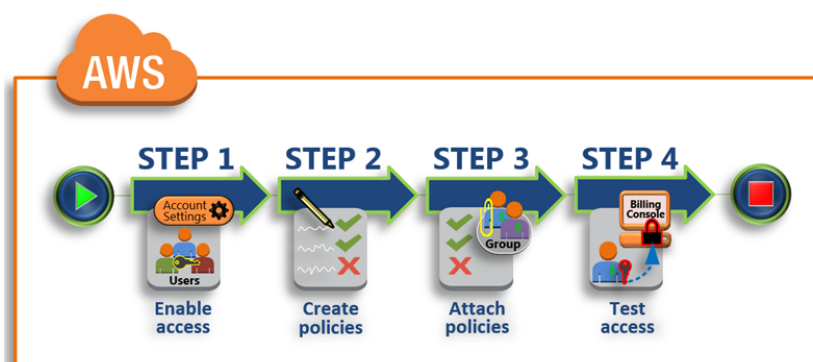 AWS
STEP 1
STEP 2
STEP 3
STEP 4
Account
Settings
Users
Group
Billing
Console
Enable
access
Create
policies
Attach
policies
Test
access